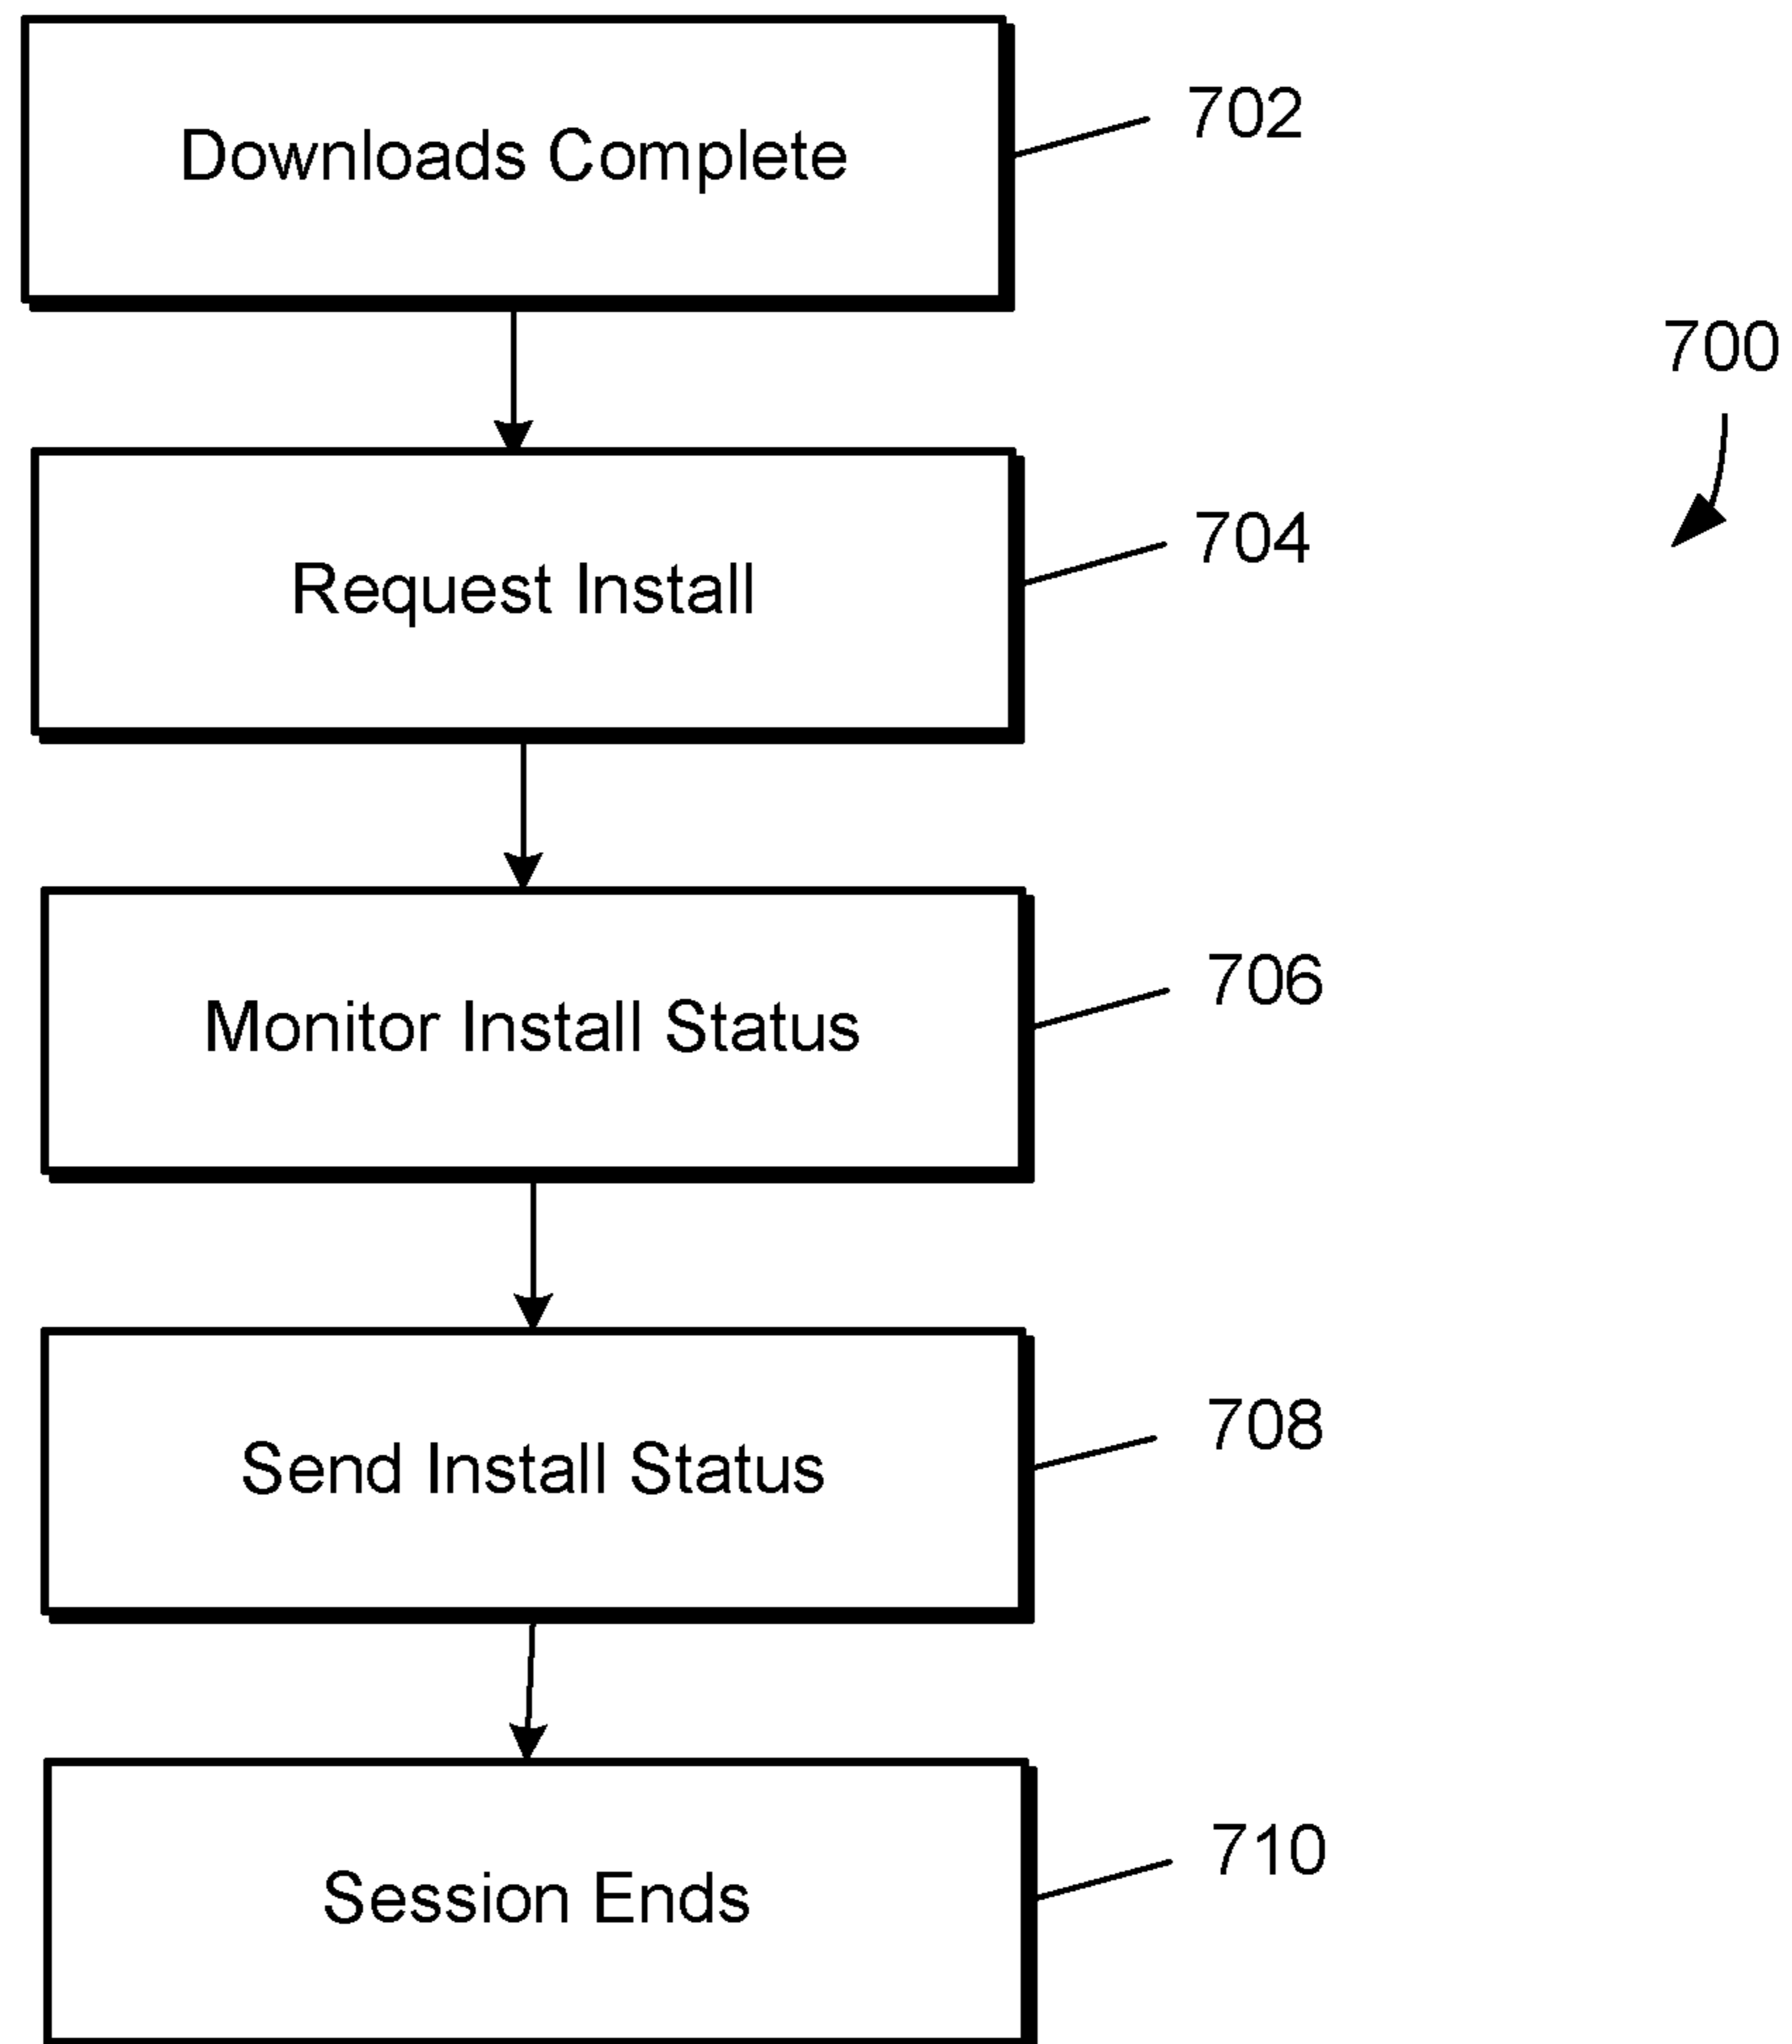 Downloads Complete
702
700
Request Install
704
Monitor Install Status
706
Send Install Status
708
Session Ends
710